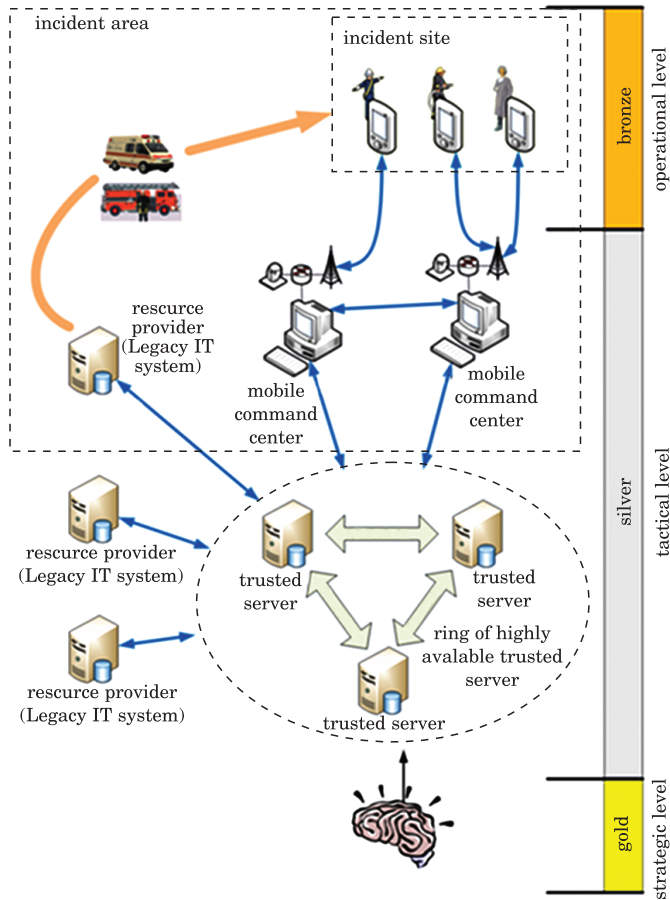 incident area
incident site
bronze
operational level
rescurce
provider
(Legacy IT
system)
mobile
command
center
mobile
command
center
silver
tactical level
rescurce provider
(Legacy IT system)
trusted
server
trusted
server
ring of highly
avalable trusted
server
rescurce provider
(Legacy IT system)
trusted server
gold
strategic level